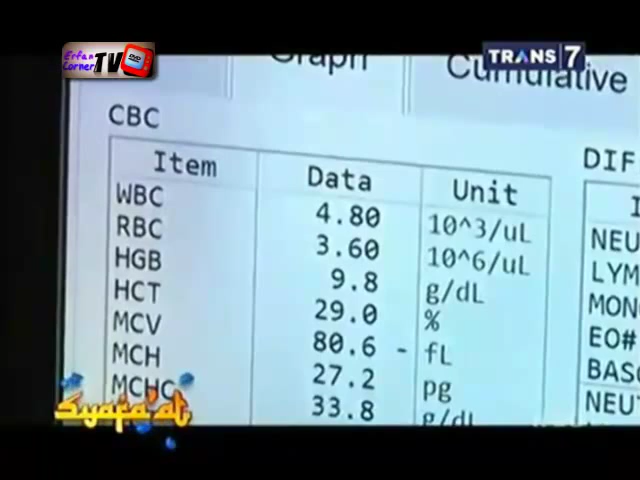 Erfan Corner TV DVD
TRANS 7
Graph
Cumulative
CBC
DIF
Item Data Unit
WBC 4.80 10^3/uL
RBC 3.60 10^6/uL
HGB 9.8 g/dL
HCT 29.0 %
MCV 80.6 - fL
MCH 27.2 pg
MCHC 33.8 g/dL
I
NEU
LYM
MON
EO#
BAS
NEU
Syafa'at